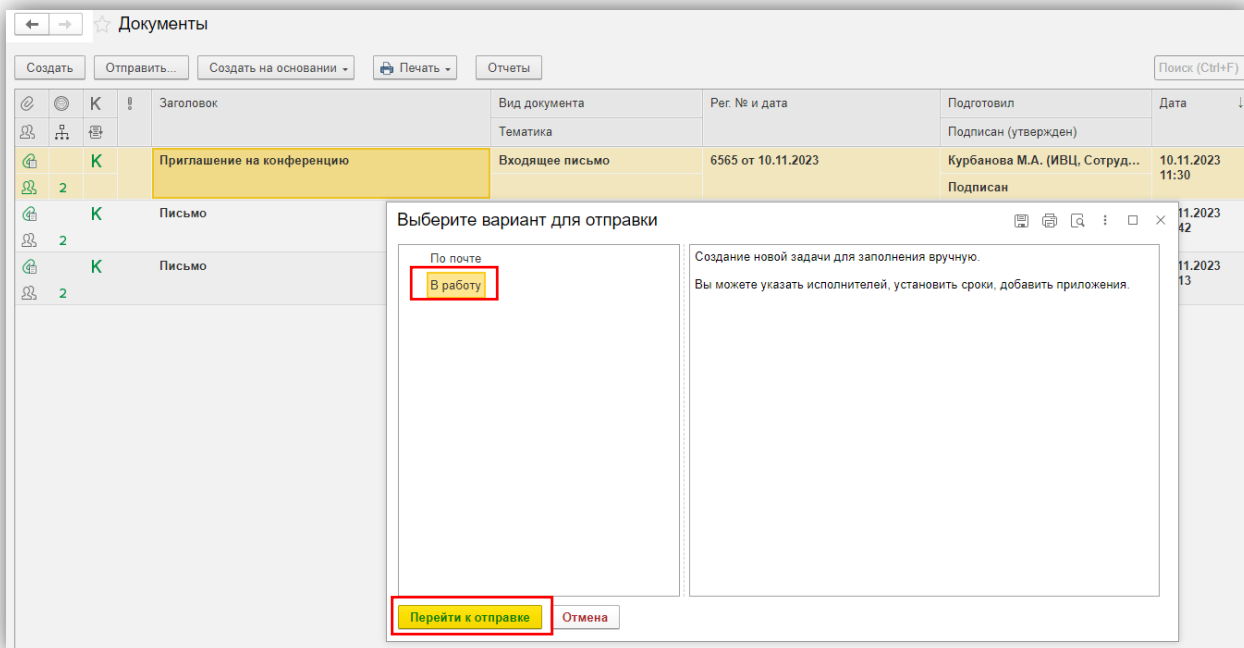 Документы
Создать Отправить... Создать на основании Печать Отчеты Поиск (Ctrl+F)
К Заголовок Вид документа Рег. № и дата Подготовил Дата
Тематика Подписан (утвержден)
К Приглашение на конференцию Входящее письмо 6565 от 10.11.2023 Курбанова М.А. (ИВЦ, Сотруд... 10.11.2023
11:30
2 Подписан
К Письмо 11.2023
2 42
К Письмо 11.2023
2 13
Выберите вариант для отправки
По почте
В работу
Создание новой задачи для заполнения вручную.
Вы можете указать исполнителей, установить сроки, добавить приложения.
Перейти к отправке Отмена